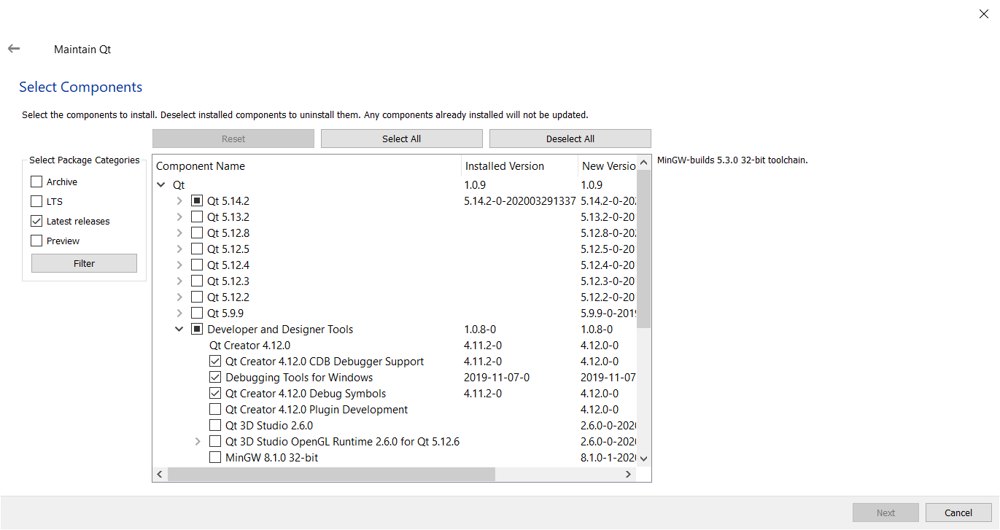 Maintain Qt
Select Components
Select the components to install. Deselect installed components to uninstall them. Any components already installed will not be updated.
Reset Select All Deselect All
Select Package Categories
Archive
LTS
Latest releases
Preview
Filter
Component Name Installed Version New Versio
Qt 1.0.9 1.0.9
Qt 5.14.2 5.14.2-0-202003291337 5.14.2-0-202
Qt 5.13.2 5.13.2-0-20
Qt 5.12.8 5.12.8-0-202
Qt 5.12.5 5.12.5-0-20
Qt 5.12.4 5.12.4-0-20
Qt 5.12.3 5.12.3-0-20
Qt 5.12.2 5.12.2-0-20
Qt 5.9.9 5.9.9-0-2019
Developer and Designer Tools 1.0.8-0 1.0.8-0
Qt Creator 4.12.0 4.11.2-0 4.12.0-0
Qt Creator 4.12.0 CDB Debugger Support 4.11.2-0 4.12.0-0
Debugging Tools for Windows 2019-11-07-0 2019-11-07
Qt Creator 4.12.0 Debug Symbols 4.11.2-0 4.12.0-0
Qt Creator 4.12.0 Plugin Development 4.12.0-0
Qt 3D Studio 2.6.0 2.6.0-0-2020
Qt 3D Studio OpenGL Runtime 2.6.0 for Qt 5.12.6 2.6.0-0-2020
MinGW 8.1.0 32-bit 8.1.0-1-2020
MinGW-builds 5.3.0 32-bit toolchain.
Next Cancel